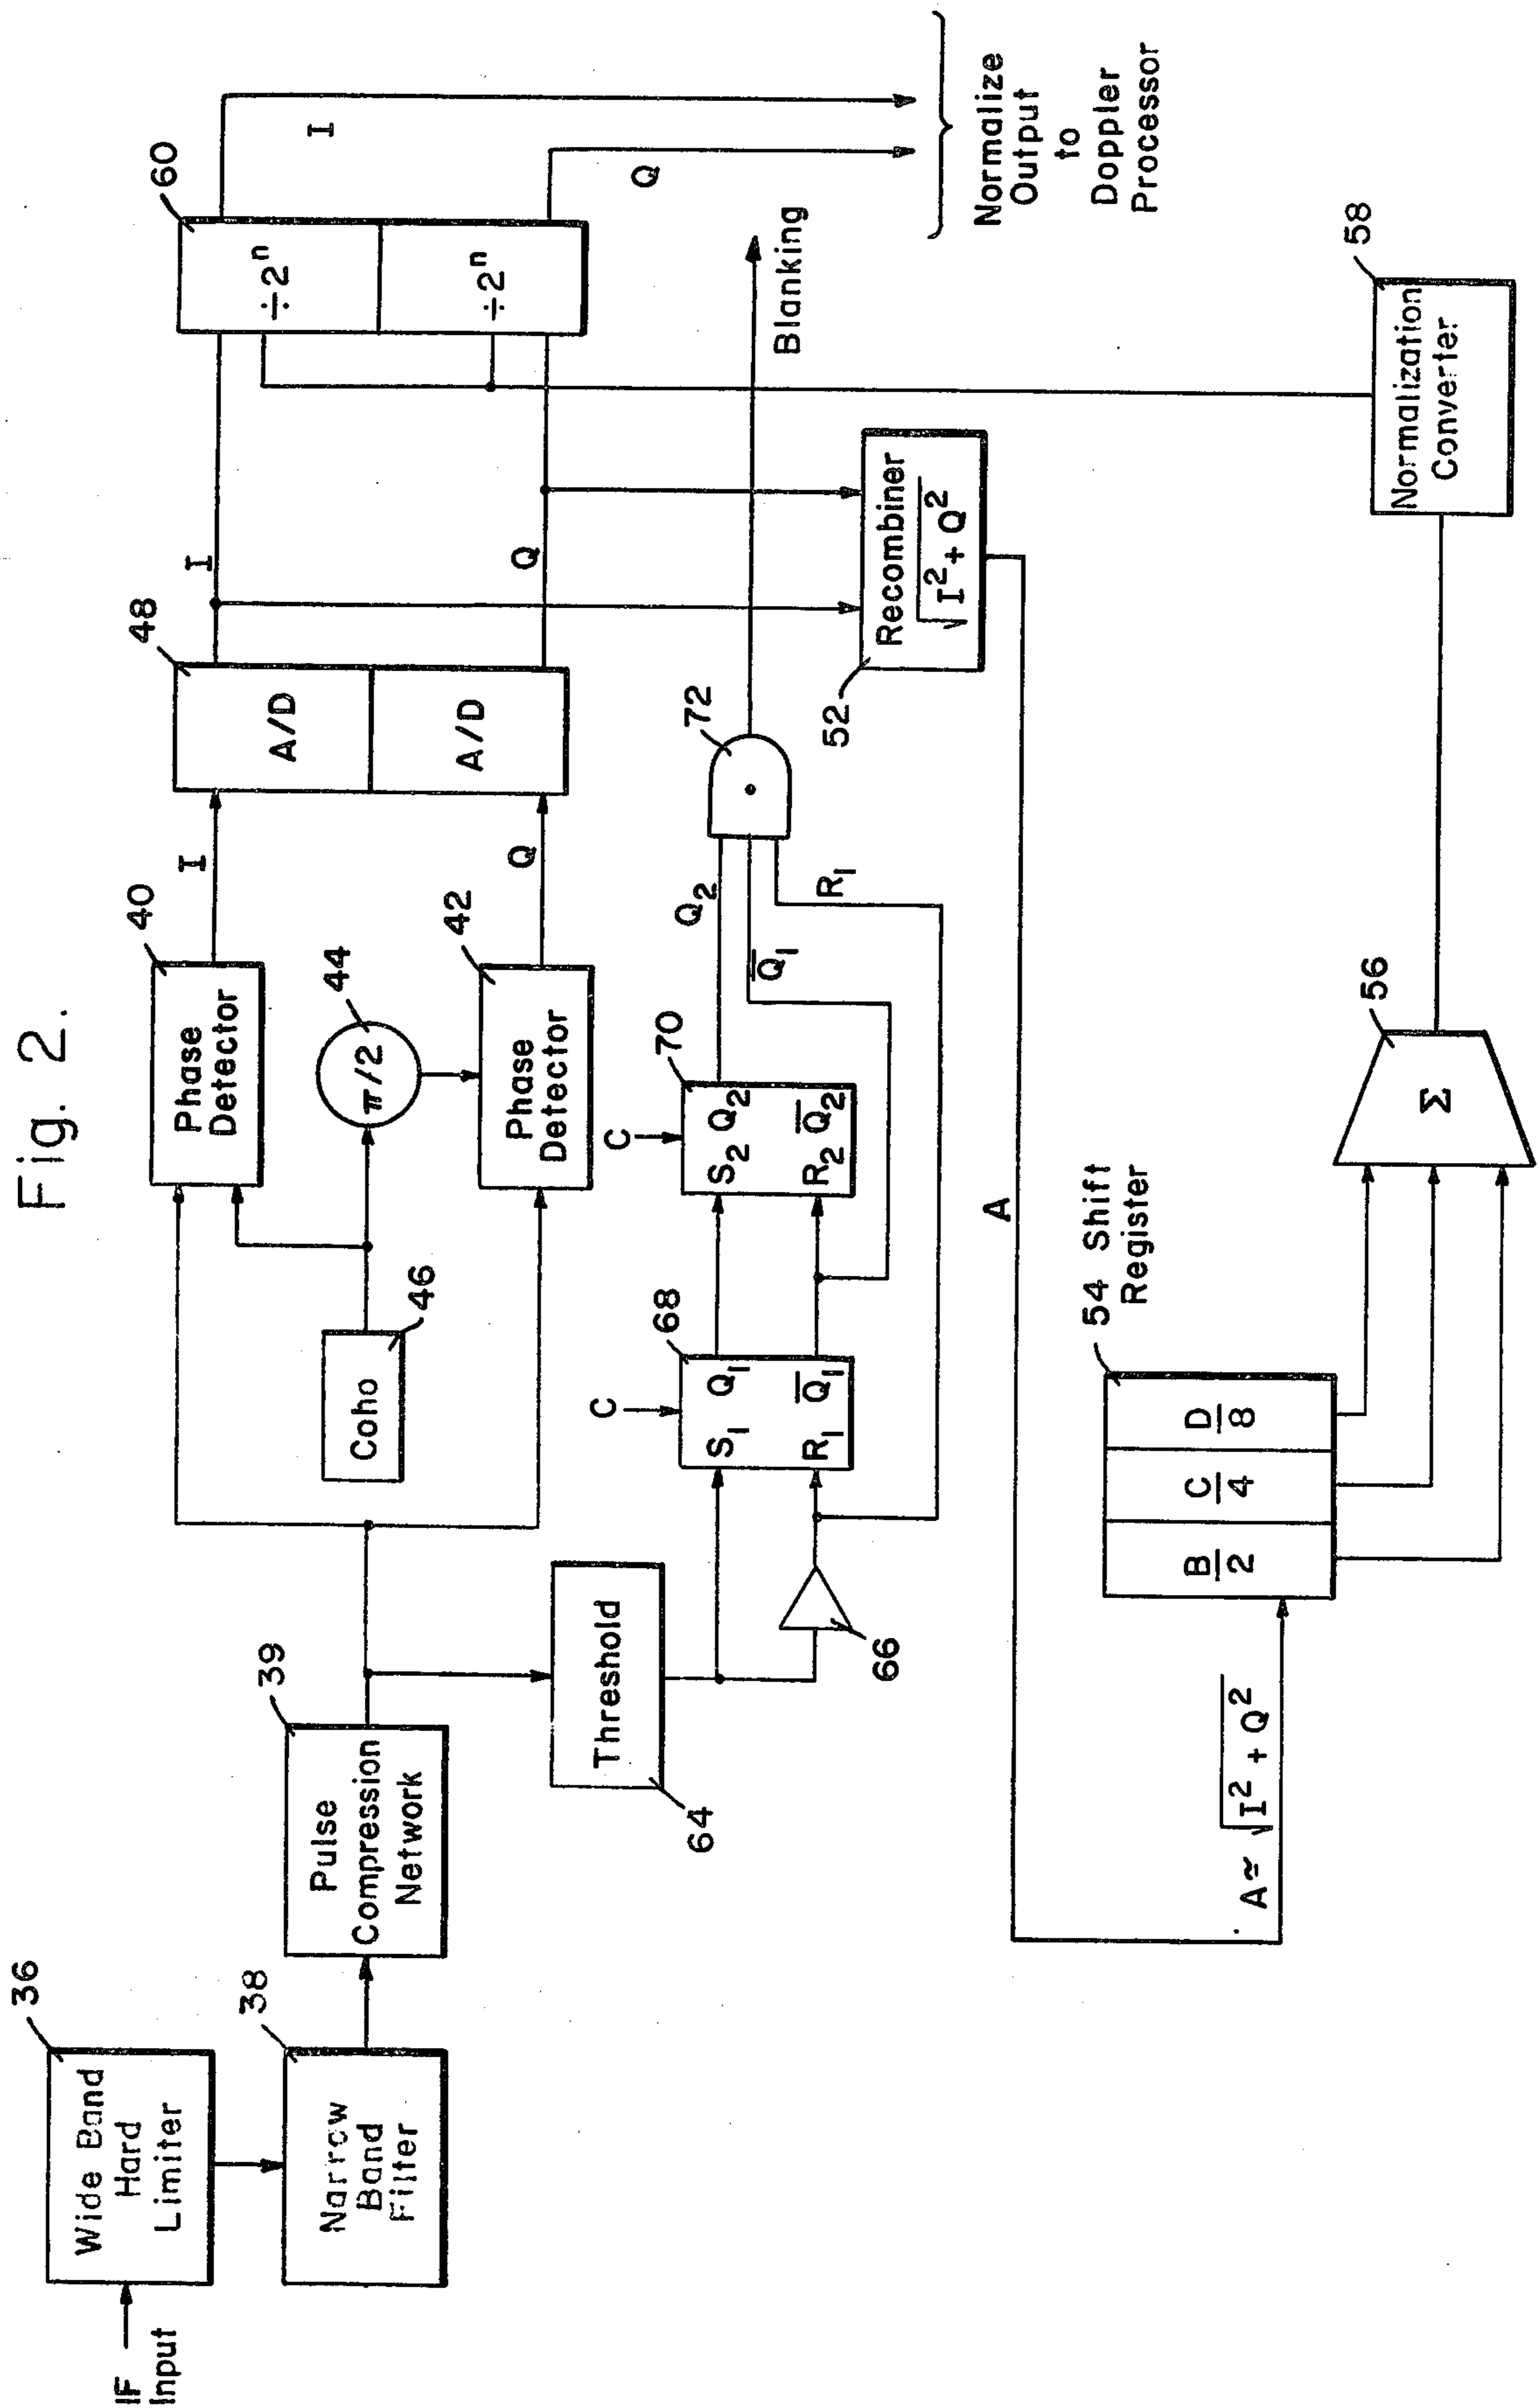 Fig. 2.
IF
Input
36
Wide Band
Hard
Limiter
38
Narrow
Band
Filter
39
Pulse
Compression
Network
Threshold
64
66
Coho
46
40
Phase
Detector
44
π/2
42
Phase
Detector
I
Q
48
A/D
A/D
I
Q
60
÷2ⁿ
÷2ⁿ
I
Q
Normalize
Output
to
Doppler
Processor
68
C
S₁ Q₁
R₁ Q̅₁
70
C
S₂ Q₂
R₂ Q̅₂
Q₂
Q̅₁
R₁
72
Blanking
52
Recombiner
√I² + Q²
A
A ≃ √I² + Q²
54 Shift
Register
B/2
C/4
D/8
56
Σ
58
Normalization
Converter